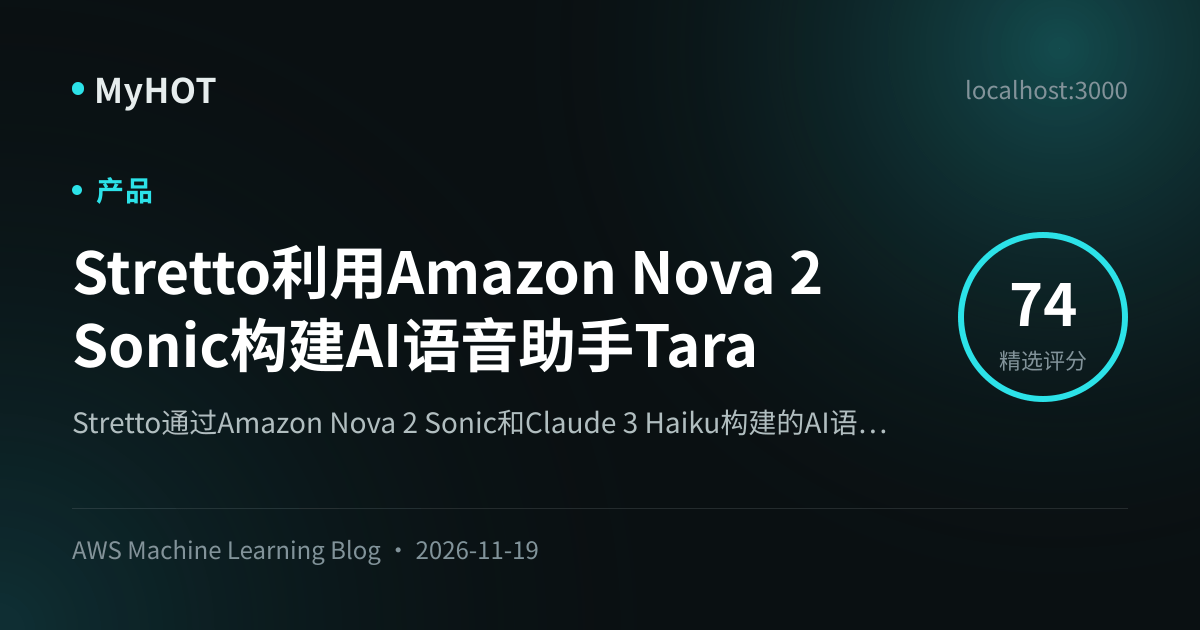 MyHOT
localhost:3000
产品
Stretto利用Amazon Nova 2
Sonic构建AI语音助手Tara
74
精选评分
Stretto通过Amazon Nova 2 Sonic和Claude 3 Haiku构建的AI语…
AWS Machine Learning Blog • 2026-11-19